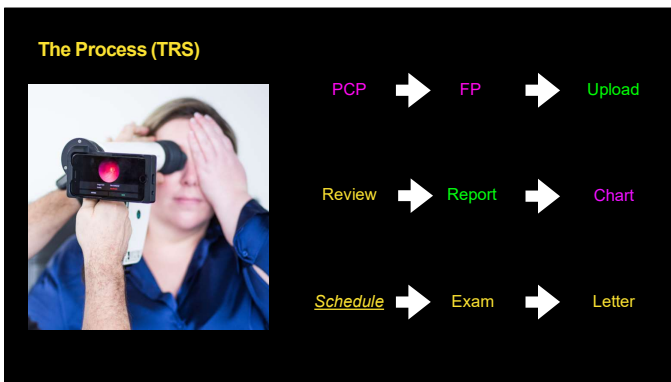 The Process (TRS)
PCP FP Upload
Review Report Chart
Schedule Exam Letter